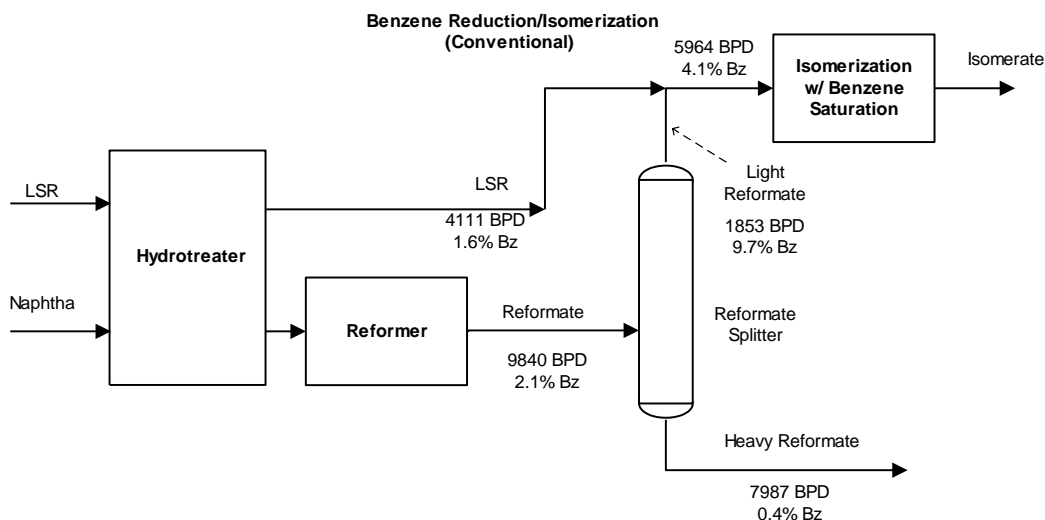 Benzene Reduction/Isomerization
(Conventional)
5964 BPD
4.1% Bz
Isomerization
w/ Benzene
Saturation
Isomerate
LSR
LSR
4111 BPD
1.6% Bz
Light
Reformate
1853 BPD
9.7% Bz
Hydrotreater
Naphtha
Reformer
Reformate
9840 BPD
2.1% Bz
Reformate
Splitter
Heavy Reformate
7987 BPD
0.4% Bz